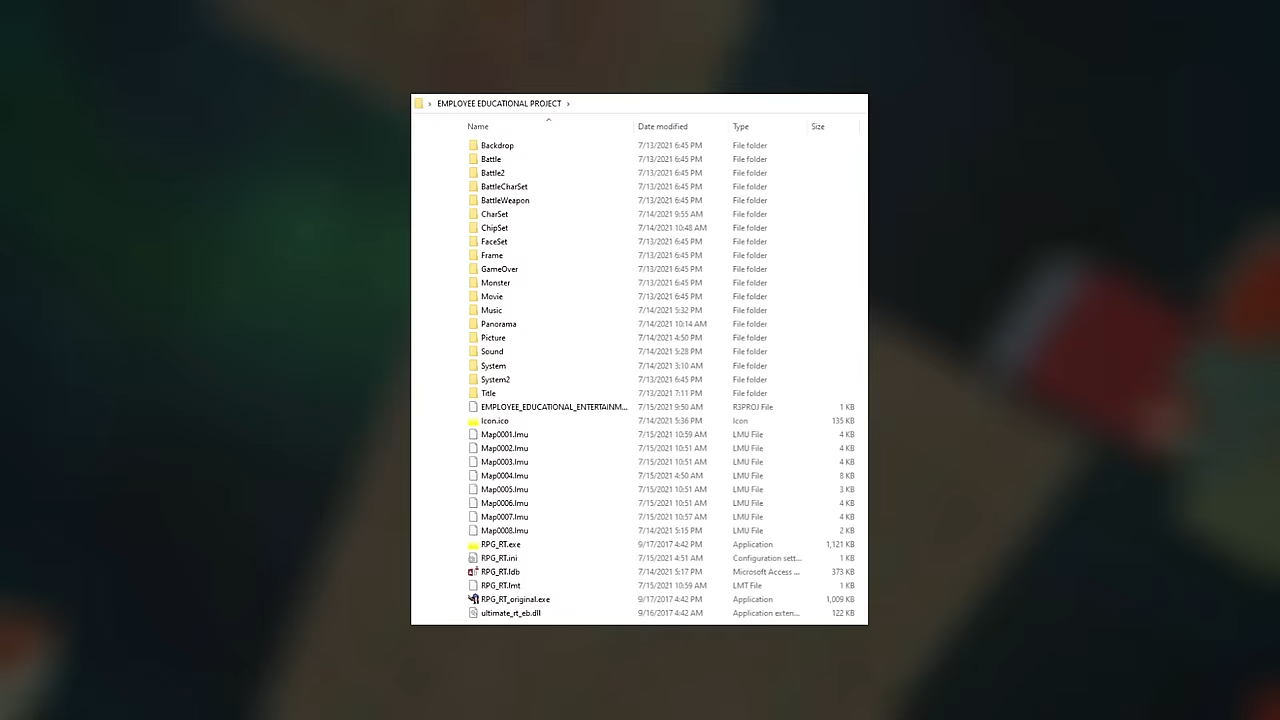 › EMPLOYEE EDUCATIONAL PROJECT ›
Name Date modified Type Size
Backdrop 7/13/2021 6:45 PM File folder
Battle 7/13/2021 6:45 PM File folder
Battle2 7/13/2021 6:45 PM File folder
BattleCharSet 7/13/2021 6:45 PM File folder
BattleWeapon 7/13/2021 6:45 PM File folder
CharSet 7/14/2021 9:55 AM File folder
ChipSet 7/14/2021 10:48 AM File folder
FaceSet 7/13/2021 6:45 PM File folder
Frame 7/13/2021 6:45 PM File folder
GameOver 7/13/2021 6:45 PM File folder
Monster 7/13/2021 6:45 PM File folder
Movie 7/13/2021 6:45 PM File folder
Music 7/14/2021 5:32 PM File folder
Panorama 7/14/2021 10:14 AM File folder
Picture 7/14/2021 4:50 PM File folder
Sound 7/14/2021 5:28 PM File folder
System 7/14/2021 3:10 AM File folder
System2 7/13/2021 6:45 PM File folder
Title 7/13/2021 7:11 PM File folder
EMPLOYEE_EDUCATIONAL_ENTERTAINM... 7/15/2021 9:50 AM R3PROJ File 1 KB
Icon.ico 7/14/2021 5:36 PM Icon 135 KB
Map0001.lmu 7/15/2021 10:59 AM LMU File 4 KB
Map0002.lmu 7/15/2021 10:51 AM LMU File 4 KB
Map0003.lmu 7/15/2021 10:51 AM LMU File 4 KB
Map0004.lmu 7/15/2021 4:50 AM LMU File 8 KB
Map0005.lmu 7/15/2021 10:51 AM LMU File 3 KB
Map0006.lmu 7/15/2021 10:51 AM LMU File 4 KB
Map0007.lmu 7/15/2021 10:57 AM LMU File 4 KB
Map0008.lmu 7/14/2021 5:15 PM LMU File 2 KB
RPG_RT.exe 9/17/2017 4:42 PM Application 1,121 KB
RPG_RT.ini 7/15/2021 4:51 AM Configuration sett... 1 KB
RPG_RT.ldb 7/14/2021 5:17 PM Microsoft Access ... 373 KB
RPG_RT.lmt 7/15/2021 10:59 AM LMT File 1 KB
RPG_RT_original.exe 9/17/2017 4:42 PM Application 1,009 KB
ultimate_rt_eb.dll 9/16/2017 4:42 AM Application exten... 122 KB